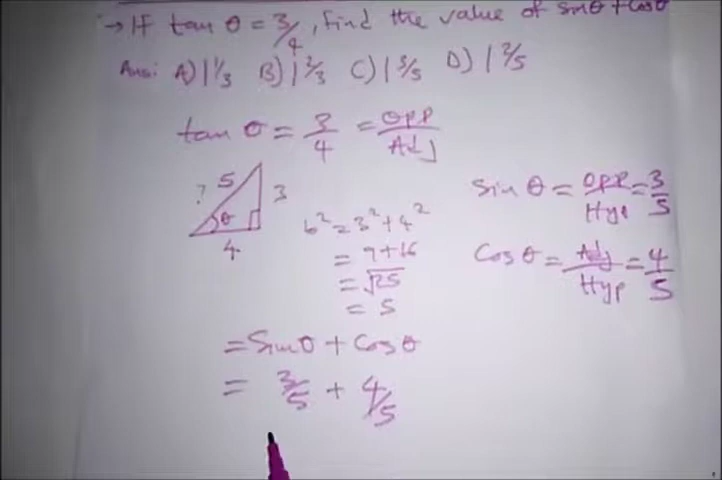 → If tan θ = 3/4, find the value of sinθ + cosθ
Ans: A) 1 1/3 B) 1 2/3 C) 1 3/5 D) 1 2/5
tan θ = 3/4 = OPP/Adj
? 5 3
θ
4
b² = 3² + 4²
= 9 + 16
= √25
= 5
Sin θ = OPP/Hyp = 3/5
Cos θ = Adj/Hyp = 4/5
= Sinθ + Cosθ
= 3/5 + 4/5